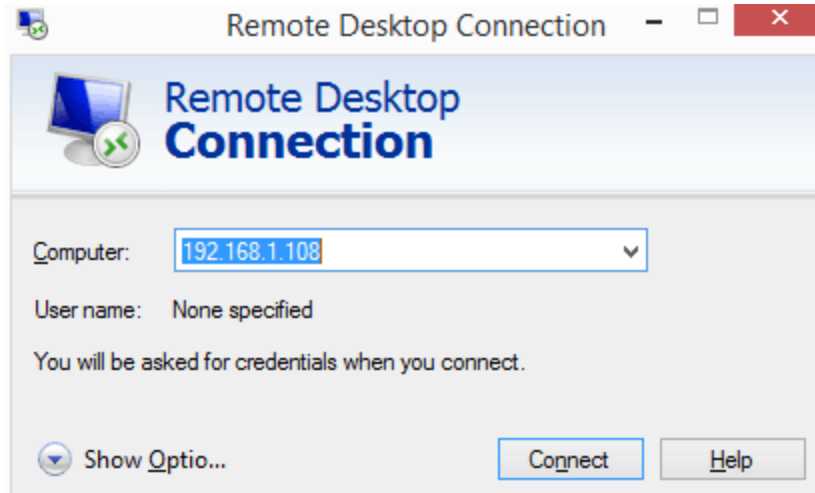 Remote Desktop Connection
Remote Desktop
Connection
Computer: 192.168.1.108
User name: None specified
You will be asked for credentials when you connect.
Show Optio... Connect Help